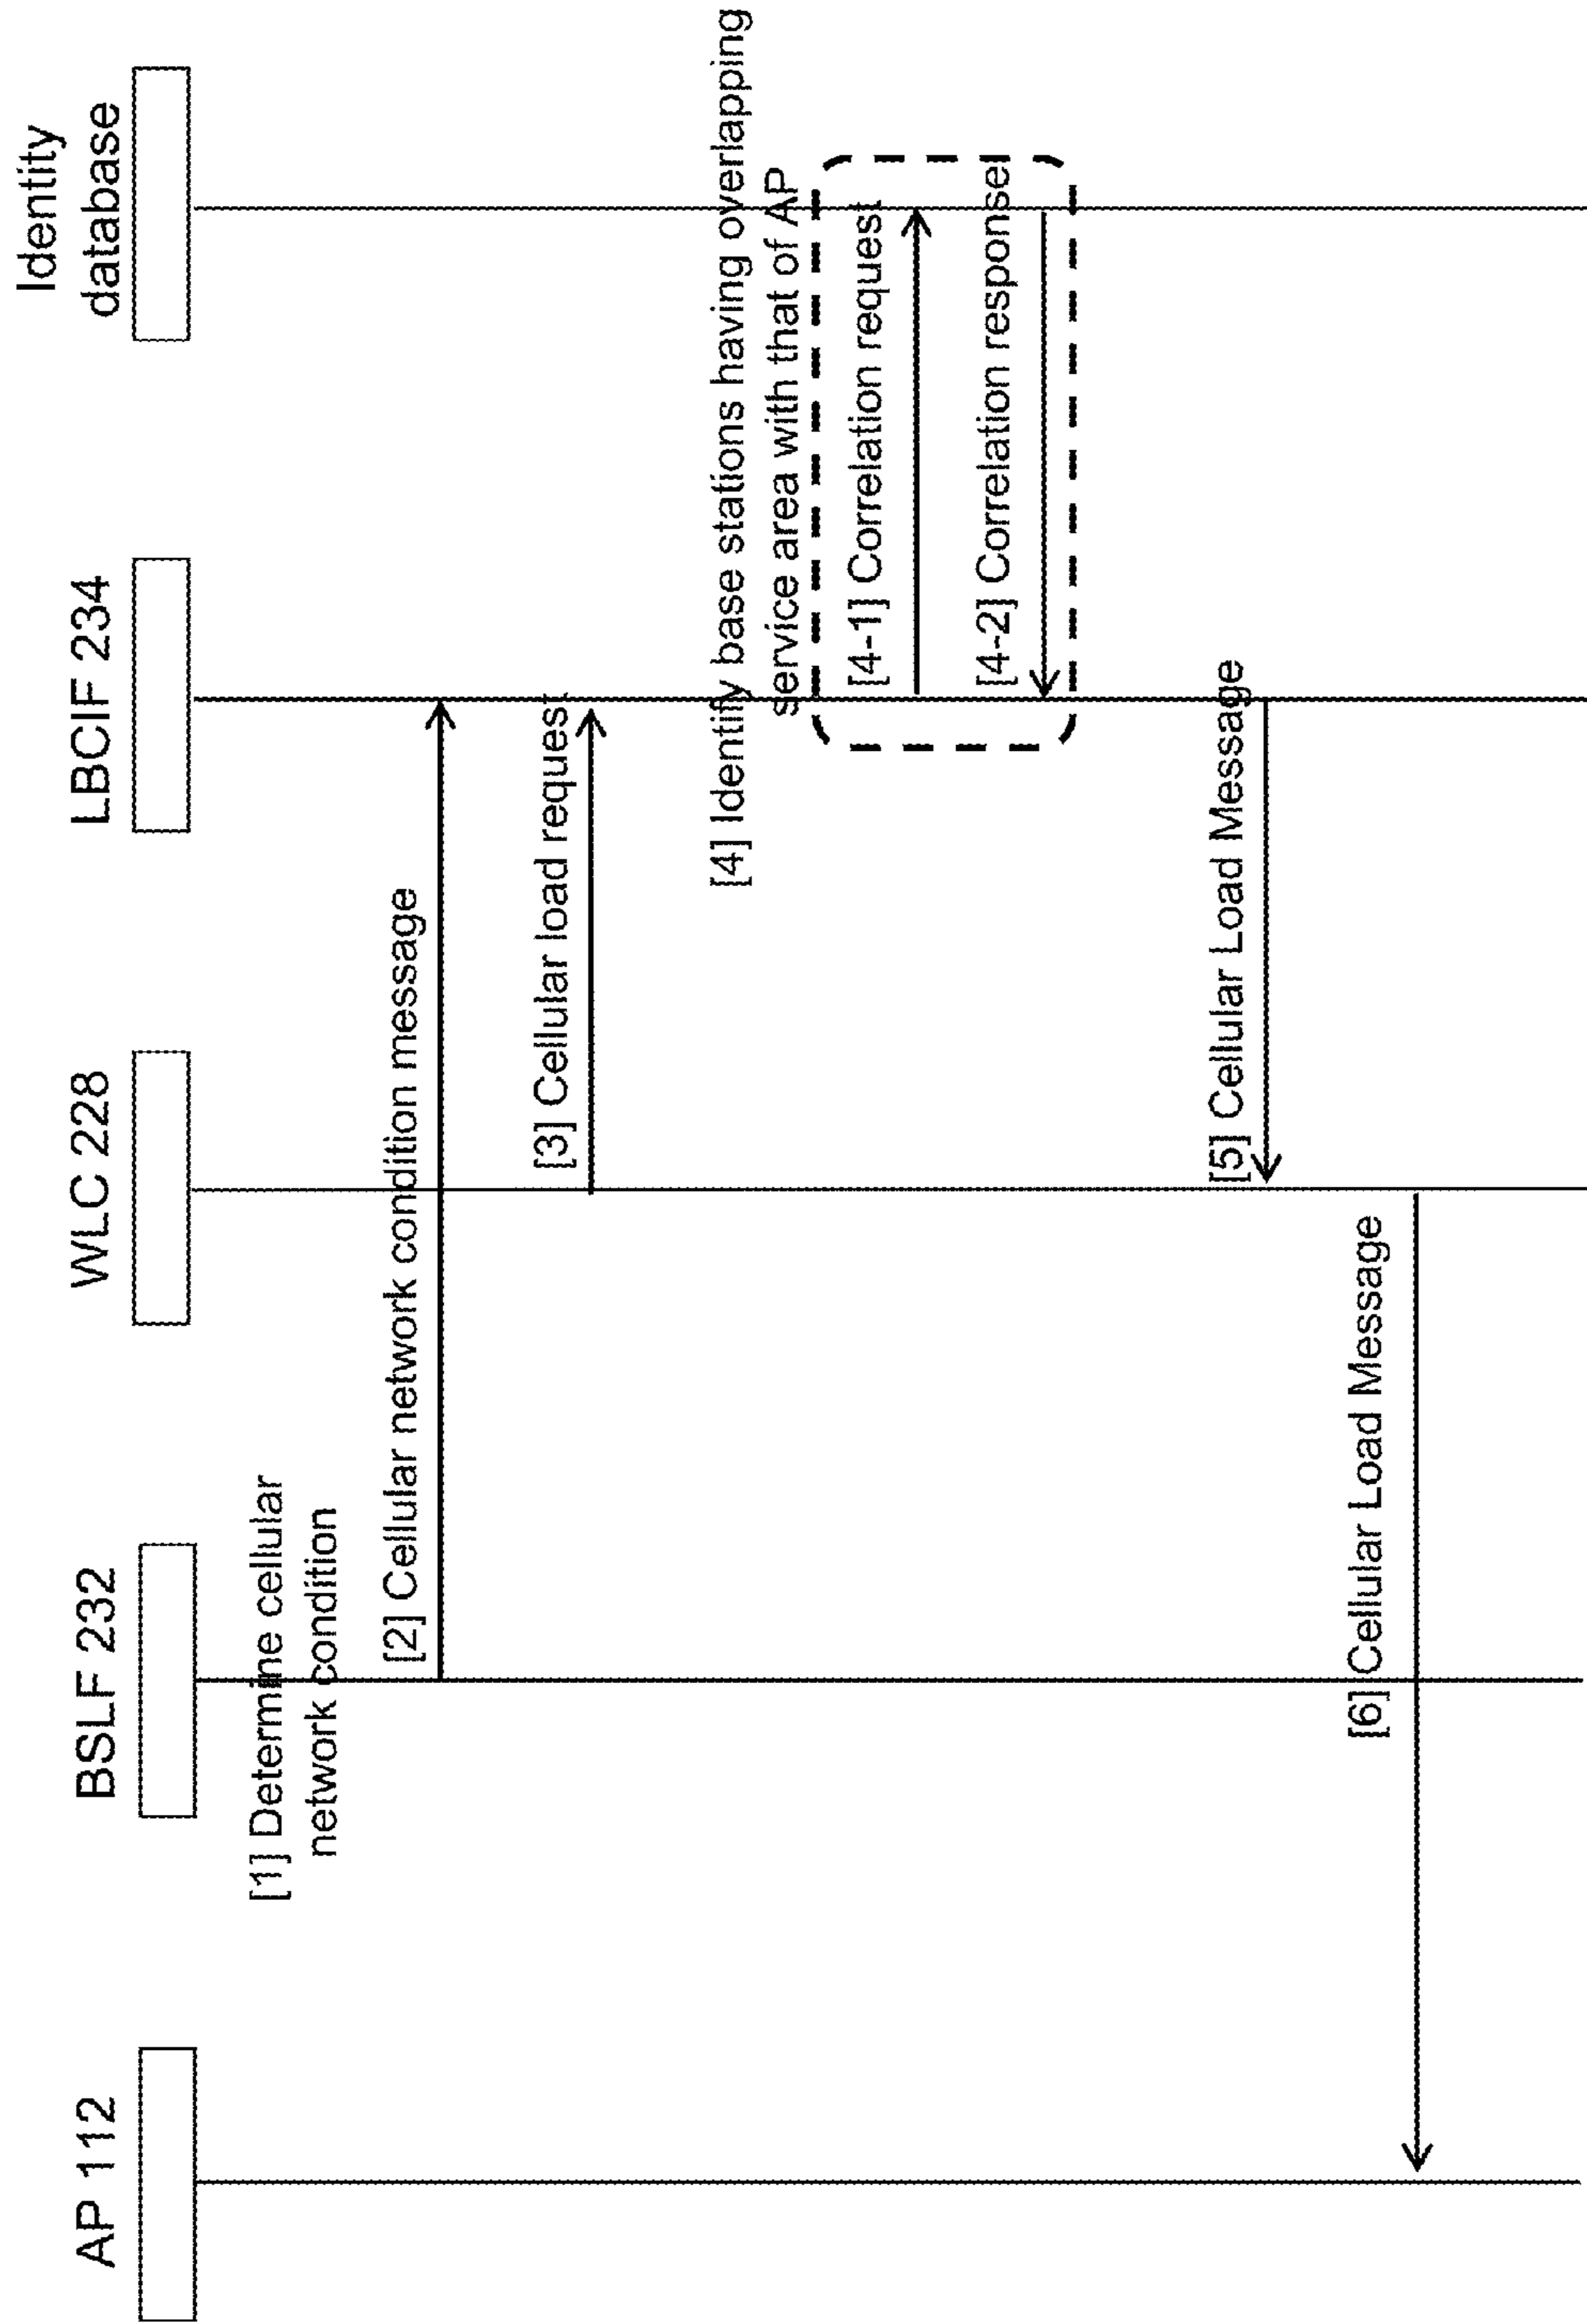 AP 112
BSLF 232
WLC 228
LBCIF 234
Identity
database
[1] Determine cellular
network condition
[2] Cellular network condition message
[3] Cellular load request
[4] Identify base stations having overlapping
service area with that of AP
[4-1] Correlation request
[4-2] Correlation response
[5] Cellular Load Message
[6] Cellular Load Message